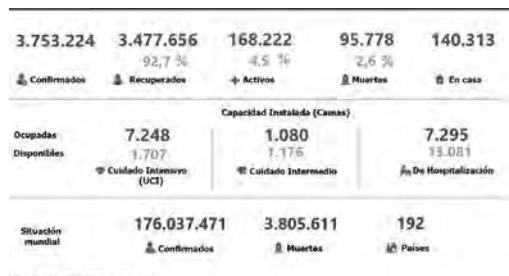 3.753.224 3.477.656 168.222 95.778 140.313
92,7 % 4,5 % 2,6 %
Confirmados Recuperados Activos Muertes En casa
Capacidad Instalada (Camas)
Ocupadas 7.248 1.080 7.295
Disponibles 1.707 1.176 13.081
Cuidado Intensivo (UCI) Cuidado Intermedio De Hospitalización
Situación mundial 176.037.471 3.805.611 192
Confirmados Muertes Países